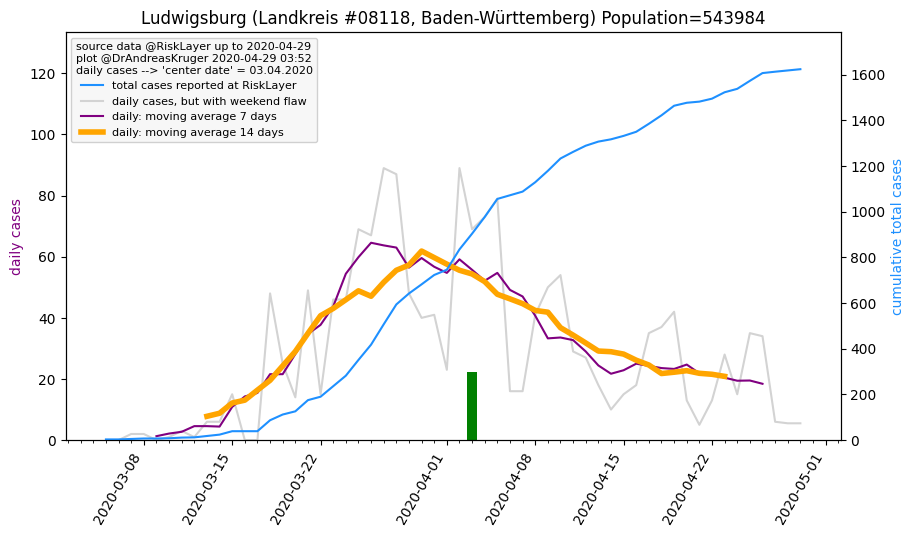 Ludwigsburg (Landkreis #08118, Baden-Württemberg) Population=543984
source data @RiskLayer up to 2020-04-29
plot @DrAndreasKruger 2020-04-29 03:52
daily cases --> 'center date' = 03.04.2020
total cases reported at RiskLayer
daily cases, but with weekend flaw
daily: moving average 7 days
daily: moving average 14 days
daily cases
120
100
80
60
40
20
0
1600
1400
1200
1000
800
600
400
200
0
cumulative total cases
2020-03-08
2020-03-15
2020-03-22
2020-04-01
2020-04-08
2020-04-15
2020-04-22
2020-05-01